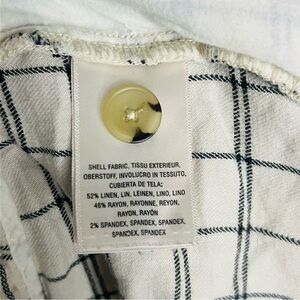 SHELL FABRIC, TISSU EXTERIEUR,
OBERSTOFF, INVOLUCRO IN TESSUTO,
CUBIERTA DE TELA:
52% LINEN, LIN, LEINEN, LINO, LINO
46% RAYON, RAYONNE, REYON,
RAYON, RAYÓN
2% SPANDEX, SPANDEX, SPANDEX,
SPANDEX, SPANDEX